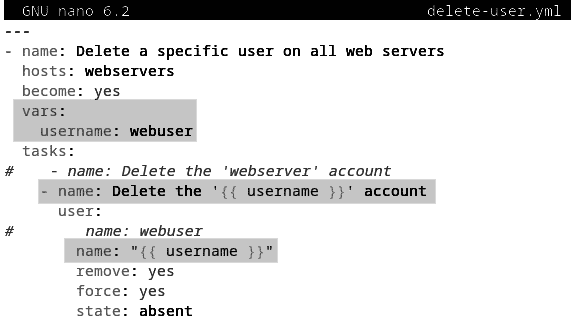 GNU nano 6.2 delete-user.yml
---
- name: Delete a specific user on all web servers
  hosts: webservers
  become: yes
  vars:
    username: webuser
  tasks:
#    - name: Delete the 'webserver' account
    - name: Delete the '{{ username }}' account
      user:
#        name: webuser
        name: "{{ username }}"
        remove: yes
        force: yes
        state: absent